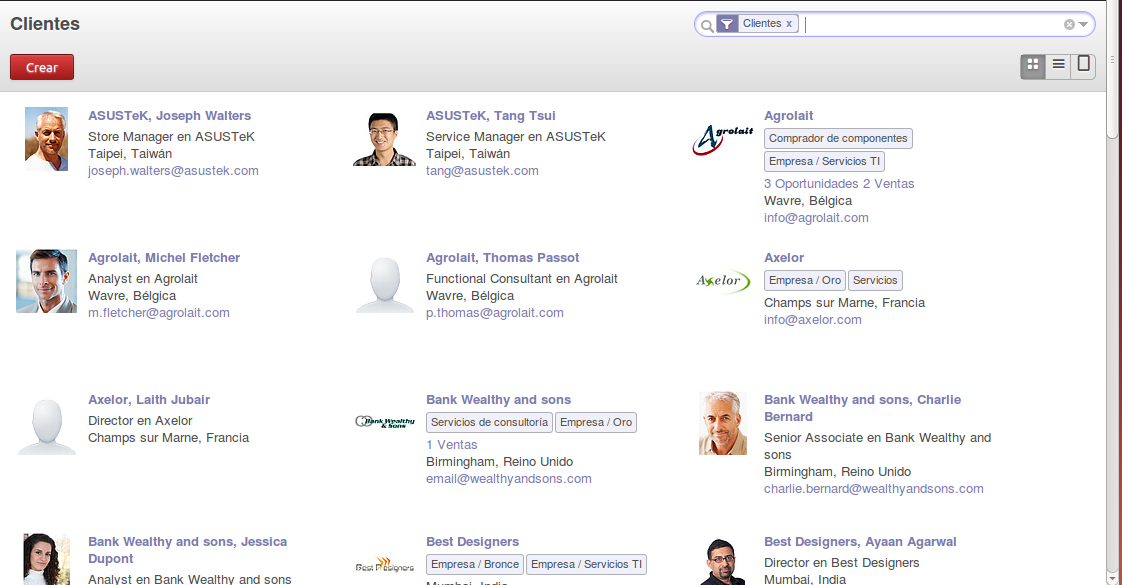 Clientes
Clientes x
Crear
ASUSTeK, Joseph Walters
Store Manager en ASUSTeK
Taipei, Taiwán
joseph.walters@asustek.com
ASUSTeK, Tang Tsui
Service Manager en ASUSTeK
Taipei, Taiwán
tang@asustek.com
Agrolait
Agrolait
Comprador de componentes
Empresa / Servicios TI
3 Oportunidades 2 Ventas
Wavre, Bélgica
info@agrolait.com
Agrolait, Michel Fletcher
Analyst en Agrolait
Wavre, Bélgica
m.fletcher@agrolait.com
Agrolait, Thomas Passot
Functional Consultant en Agrolait
Wavre, Bélgica
p.thomas@agrolait.com
Axelor
Axelor
Empresa / Oro Servicios
Champs sur Marne, Francia
info@axelor.com
Axelor, Laith Jubair
Director en Axelor
Champs sur Marne, Francia
Bank Wealthy
& Sons
Bank Wealthy and sons
Servicios de consultoría Empresa / Oro
1 Ventas
Birmingham, Reino Unido
email@wealthyandsons.com
Bank Wealthy and sons, Charlie
Bernard
Senior Associate en Bank Wealthy and
sons
Birmingham, Reino Unido
charlie.bernard@wealthyandsons.com
Bank Wealthy and sons, Jessica
Dupont
Analyst en Bank Wealthy and sons
Best Designers
Best Designers
Empresa / Bronce Empresa / Servicios TI
Mumbai, India
Best Designers, Ayaan Agarwal
Director en Best Designers
Mumbai, India